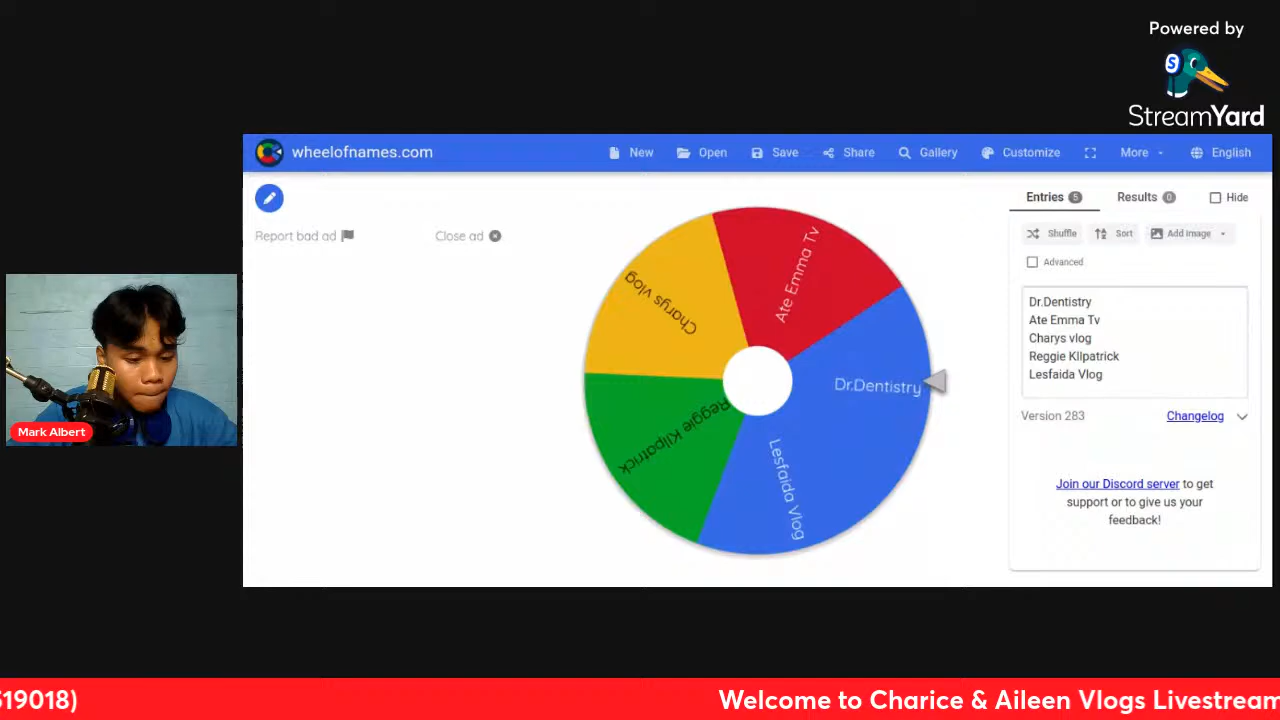 Powered by
StreamYard
wheelofnames.com
New
Open
Save
Share
Gallery
Customize
More
English
Report bad ad
Close ad
Entries 5
Results 0
Hide
Shuffle
Sort
Add image
Advanced
Dr.Dentistry
Ate Emma Tv
Charys vlog
Reggie KIlpatrick
Lesfaida Vlog
Version 283
Changelog
Join our Discord server to get
support or to give us your
feedback!
Ate Emma Tv
Charys vlog
Dr.Dentistry
Reggie KIlpatrick
Lesfaida Vlog
Mark Albert
19018)
Welcome to Charice & Aileen Vlogs Livestream